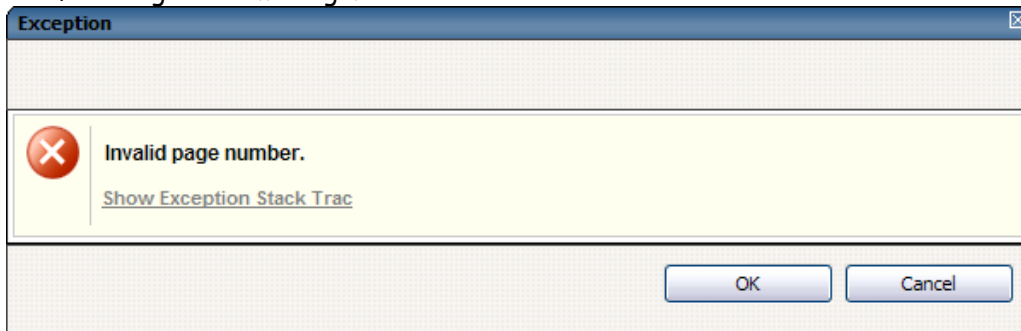 Exception
Invalid page number.
Show Exception Stack Trac
OK
Cancel